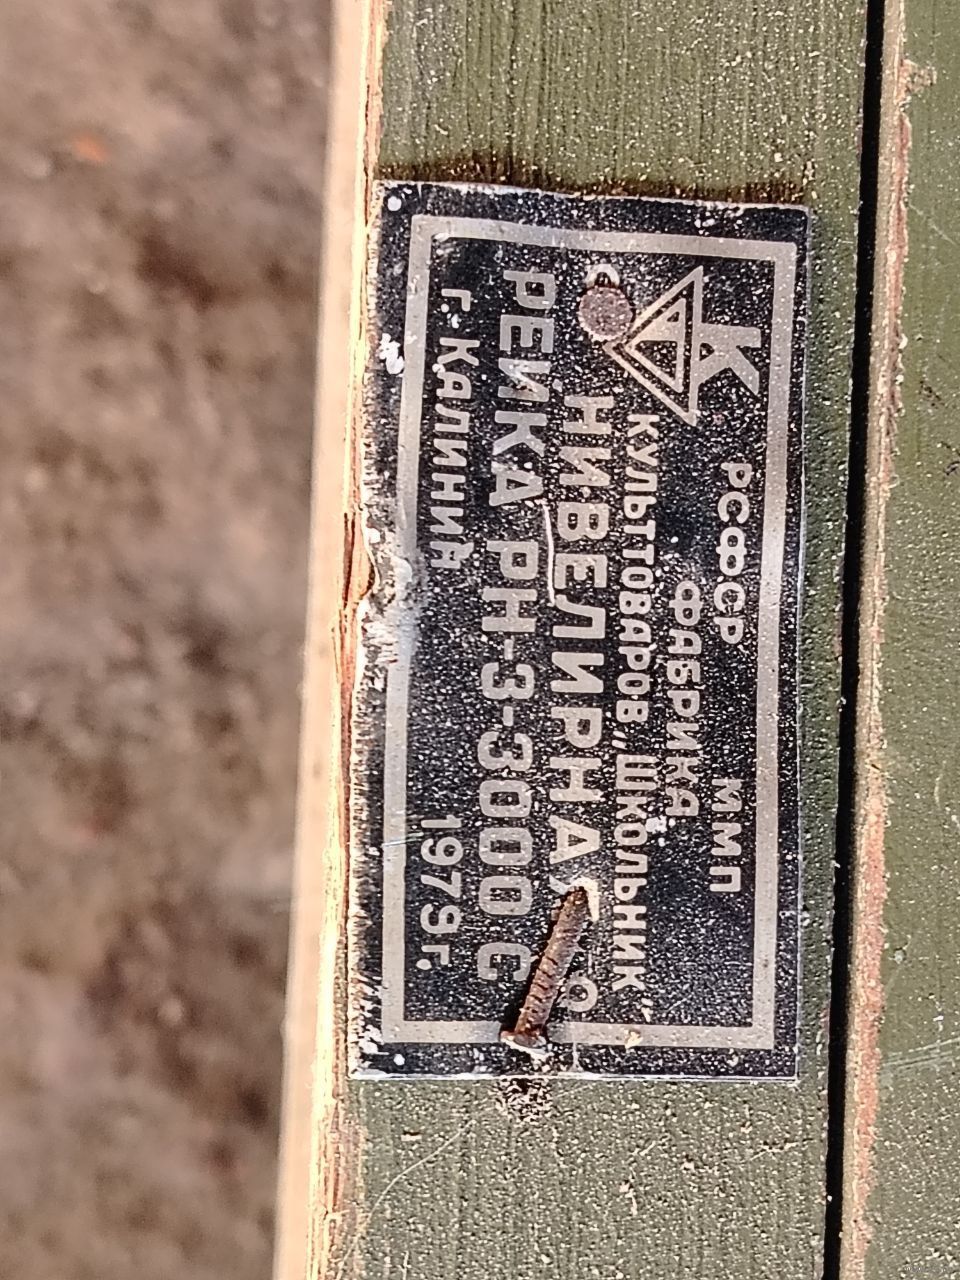 К
РСФСР ММП
ФАБРИКА
КУЛЬТТОВАРОВ „ШКОЛЬНИК"
НИВЕЛИРНАЯ
РЕЙКА РН-3-3000 С
г. КАЛИНИН 1979 г.